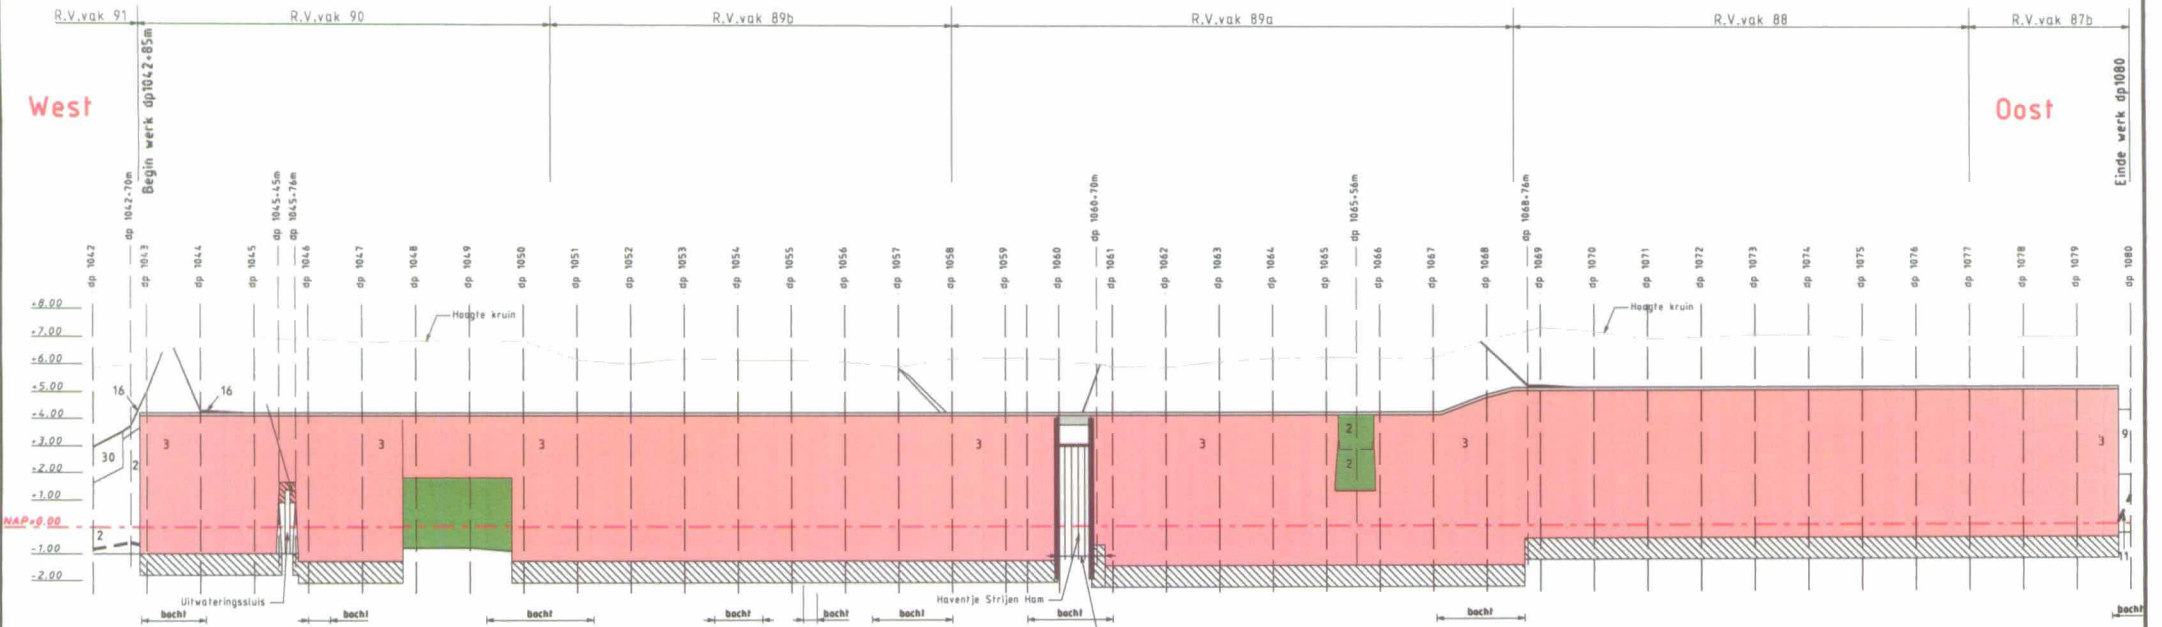 R.V.vak 91
R.V.vak 90
R.V.vak 89b
R.V.vak 89a
R.V.vak 88
R.V.vak 87b
West
Oost
Begin werk dp1042+85m
Einde werk dp1080
dp 1042+70m
dp 1045+45m
dp 1045+76m
dp 1060+70m
dp 1065+56m
dp 1068+76m
dp 1042
dp 1043
dp 1044
dp 1045
dp 1046
dp 1047
dp 1048
dp 1049
dp 1050
dp 1051
dp 1052
dp 1053
dp 1054
dp 1055
dp 1056
dp 1057
dp 1058
dp 1059
dp 1060
dp 1061
dp 1062
dp 1063
dp 1064
dp 1065
dp 1066
dp 1067
dp 1068
dp 1069
dp 1070
dp 1071
dp 1072
dp 1073
dp 1074
dp 1075
dp 1076
dp 1077
dp 1078
dp 1079
dp 1080
+8.00
+7.00
+6.00
+5.00
+4.00
+3.00
+2.00
+1.00
NAP=0.00
-1.00
-2.00
Hoogte kruin
Hoogte kruin
16
16
30
2
2
3
3
3
3
3
2
2
3
3
9
11
Uitwateringssluis
Haventje Strijen Ham
bocht
bocht
bocht
bocht
bocht
bocht
bocht
bocht
bocht